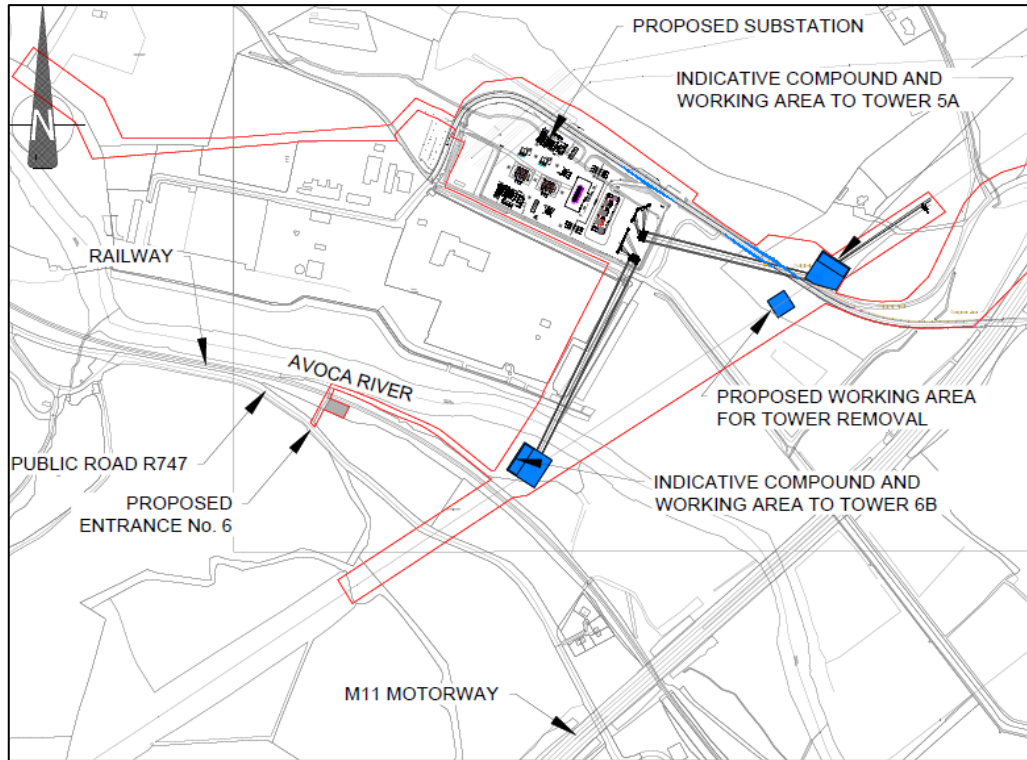 PROPOSED SUBSTATION
INDICATIVE COMPOUND AND
WORKING AREA TO TOWER 5A
N
RAILWAY
AVOCA RIVER
PROPOSED WORKING AREA
FOR TOWER REMOVAL
PUBLIC ROAD R747
PROPOSED
ENTRANCE No. 6
INDICATIVE COMPOUND AND
WORKING AREA TO TOWER 6B
M11 MOTORWAY